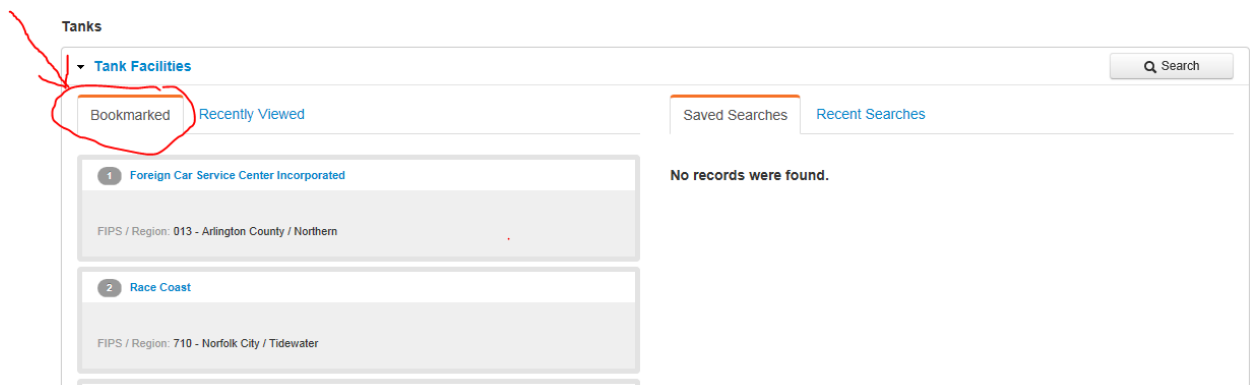 Tanks
Tank Facilities
Search
Bookmarked
Recently Viewed
Saved Searches
Recent Searches
1 Foreign Car Service Center Incorporated
No records were found.
FIPS / Region: 013 - Arlington County / Northern
2 Race Coast
FIPS / Region: 710 - Norfolk City / Tidewater